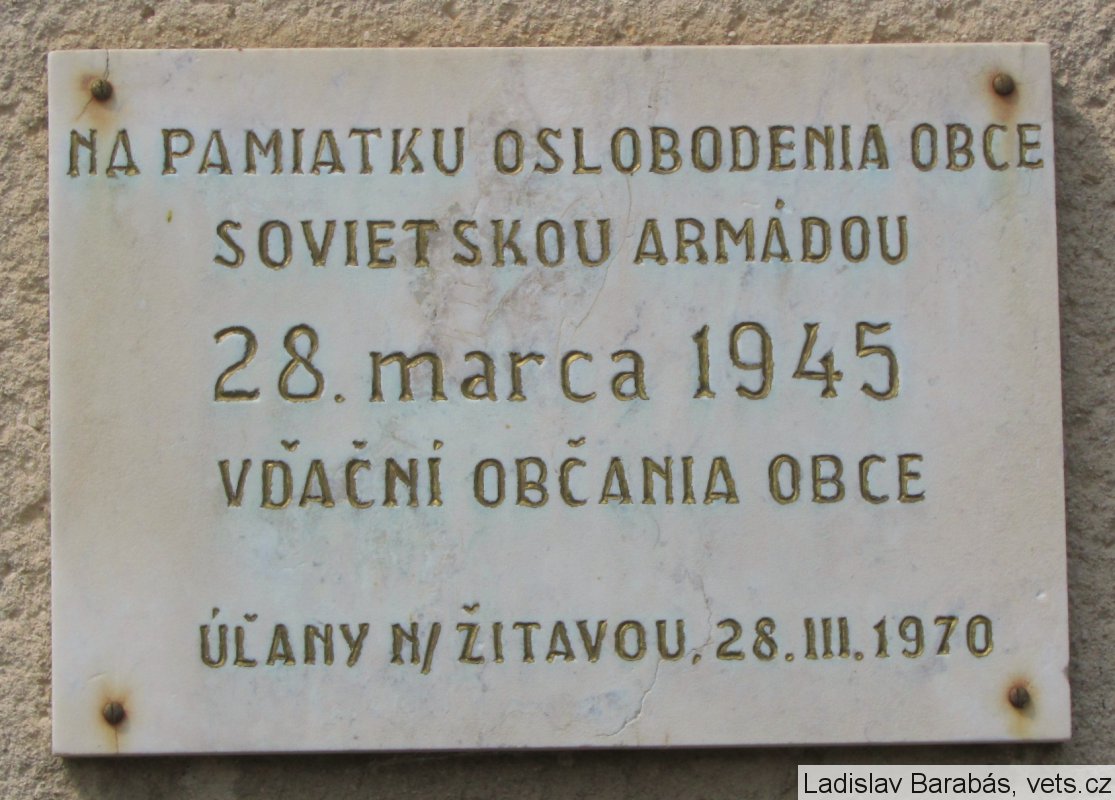 NA PAMIATKU OSLOBODENIA OBCE
SOVIETSKOU ARMÁDOU
28. marca 1945
VĎAČNÍ OBČANIA OBCE
ÚĽANY N/ ŽITAVOU, 28. III. 1970
Ladislav Barabás, vets.cz